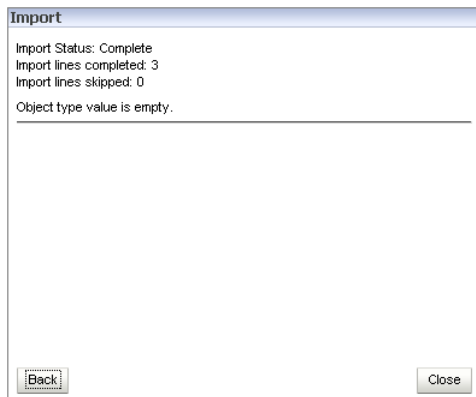 Import
Import Status: Complete
Import lines completed: 3
Import lines skipped: 0
Object type value is empty.
Back
Close